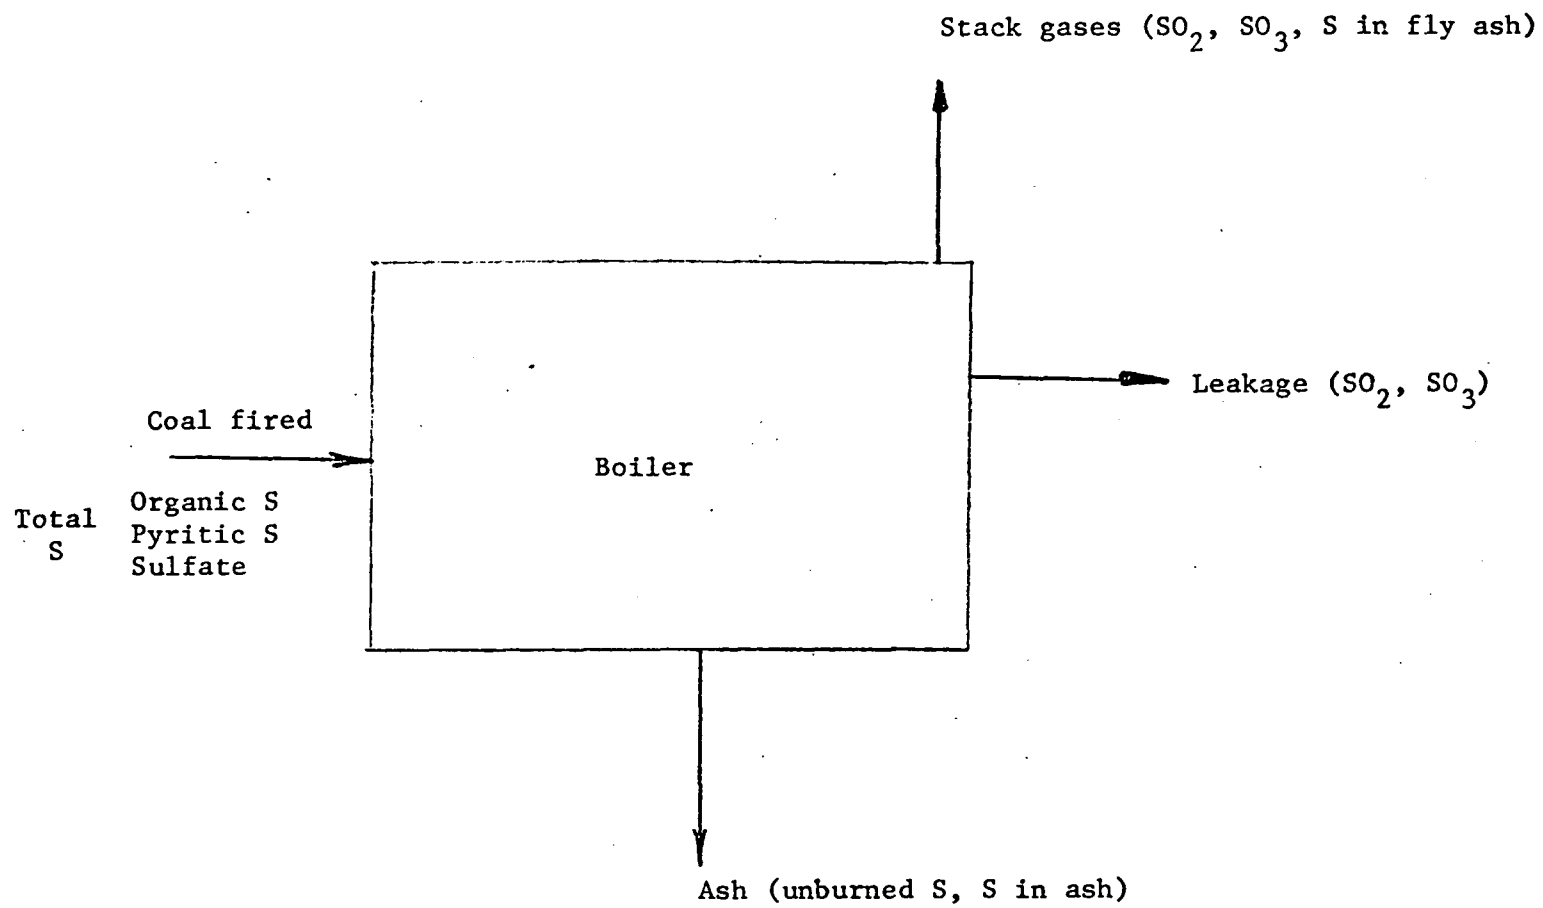 Stack gases (SO₂, SO₃, S in fly ash)
Leakage (SO₂, SO₃)
Coal fired
Boiler
Total
S
Organic S
Pyritic S
Sulfate
Ash (unburned S, S in ash)